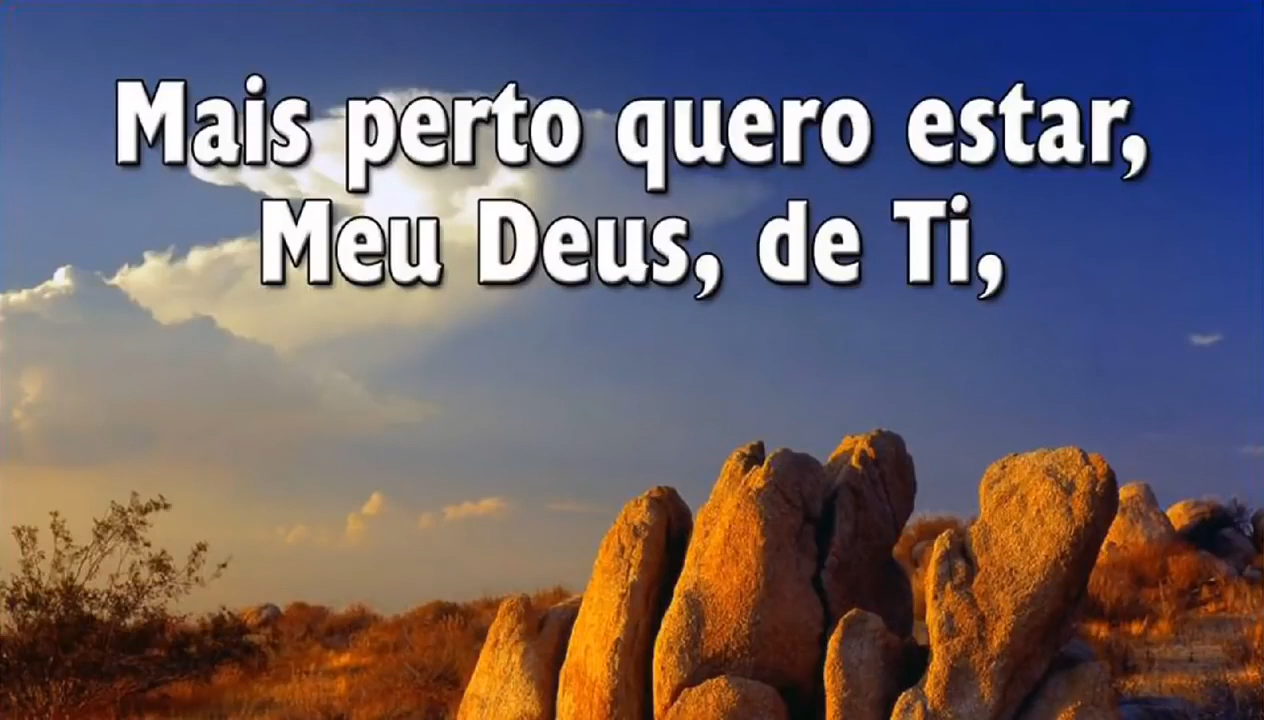 Mais perto quero estar,
Meu Deus, de Ti,